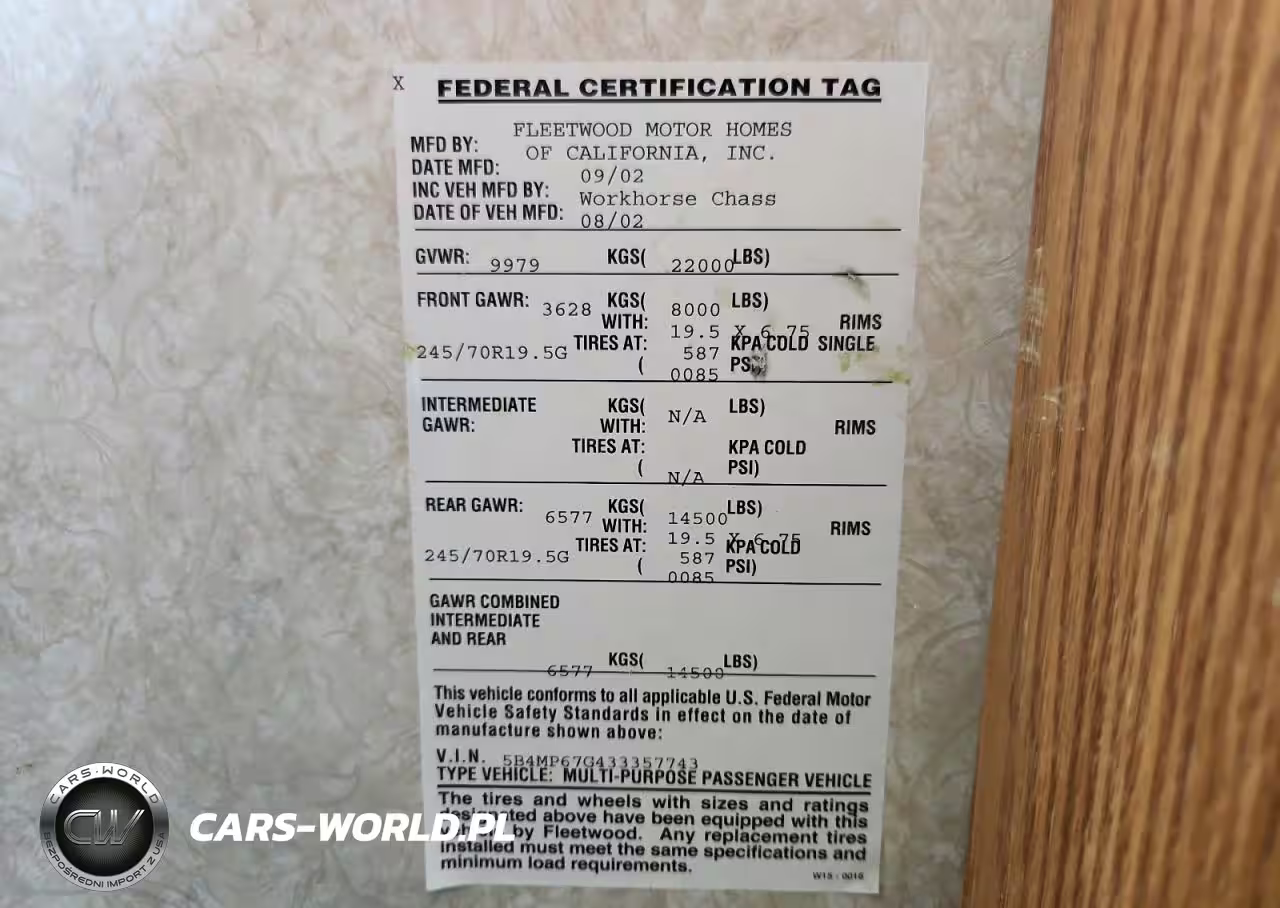 X FEDERAL CERTIFICATION TAG
MFD BY: FLEETWOOD MOTOR HOMES
OF CALIFORNIA, INC.
DATE MFD: 09/02
INC VEH MFD BY: Workhorse Chass
DATE OF VEH MFD: 08/02
GVWR: 9979 KGS( 22000 LBS)
FRONT GAWR: 3628 KGS( 8000 LBS)
WITH: 19.5 X 6.75 RIMS
245/70R19.5G TIRES AT: 587 KPA COLD SINGLE
( 0085 PSI)
INTERMEDIATE KGS( N/A LBS)
GAWR: WITH: RIMS
TIRES AT: KPA COLD
( N/A PSI)
REAR GAWR: 6577 KGS( 14500 LBS)
WITH: 19.5 X 6.75 RIMS
245/70R19.5G TIRES AT: 587 KPA COLD
( 0085 PSI)
GAWR COMBINED
INTERMEDIATE
AND REAR
6577 KGS( 14500 LBS)
This vehicle conforms to all applicable U.S. Federal Motor
Vehicle Safety Standards in effect on the date of
manufacture shown above:
V.I.N. 5B4MP67G433357743
TYPE VEHICLE: MULTI-PURPOSE PASSENGER VEHICLE
The tires and wheels with sizes and ratings
designated above have been equipped with this
by Fleetwood. Any replacement tires
installed must meet the same specifications and
minimum load requirements.
W15 - 0016
CARS-WORLD
CW
BEZPOŚREDNI IMPORT Z USA
CARS-WORLD.PL